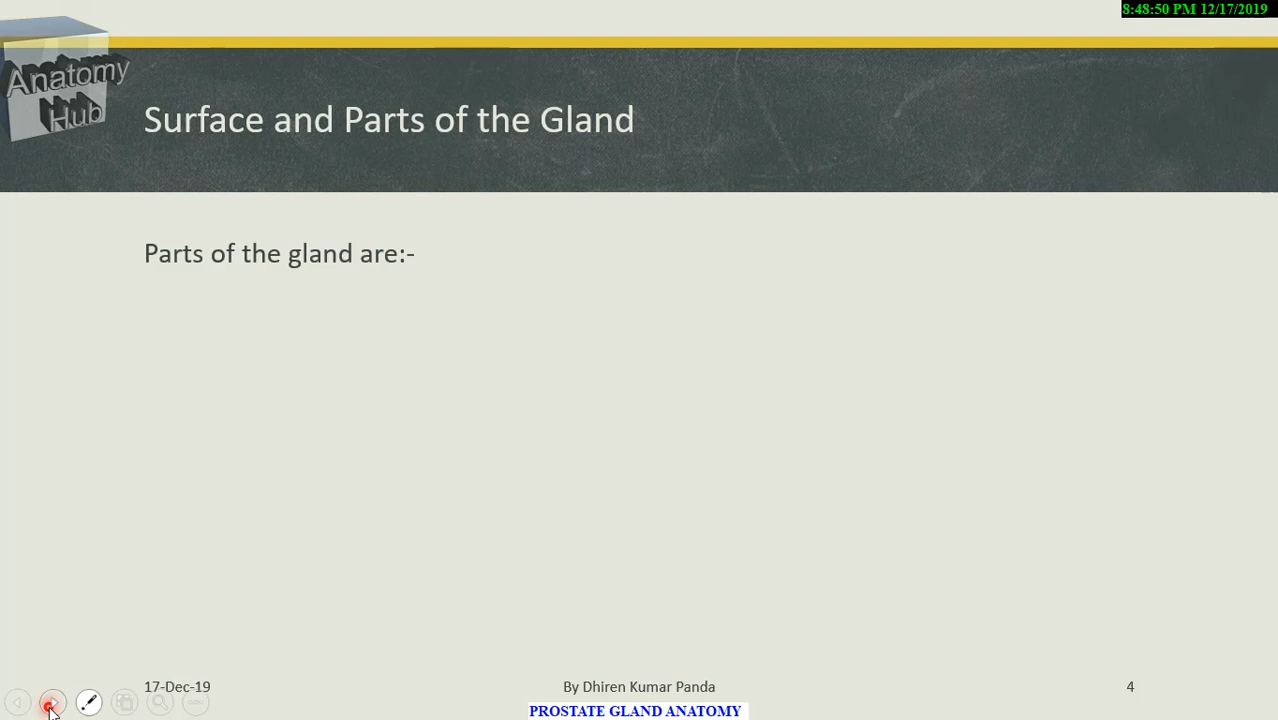 8:48:50 PM 12/17/2019
Anatomy
Hub
Surface and Parts of the Gland
Parts of the gland are:-
17-Dec-19
By Dhiren Kumar Panda
4
PROSTATE GLAND ANATOMY